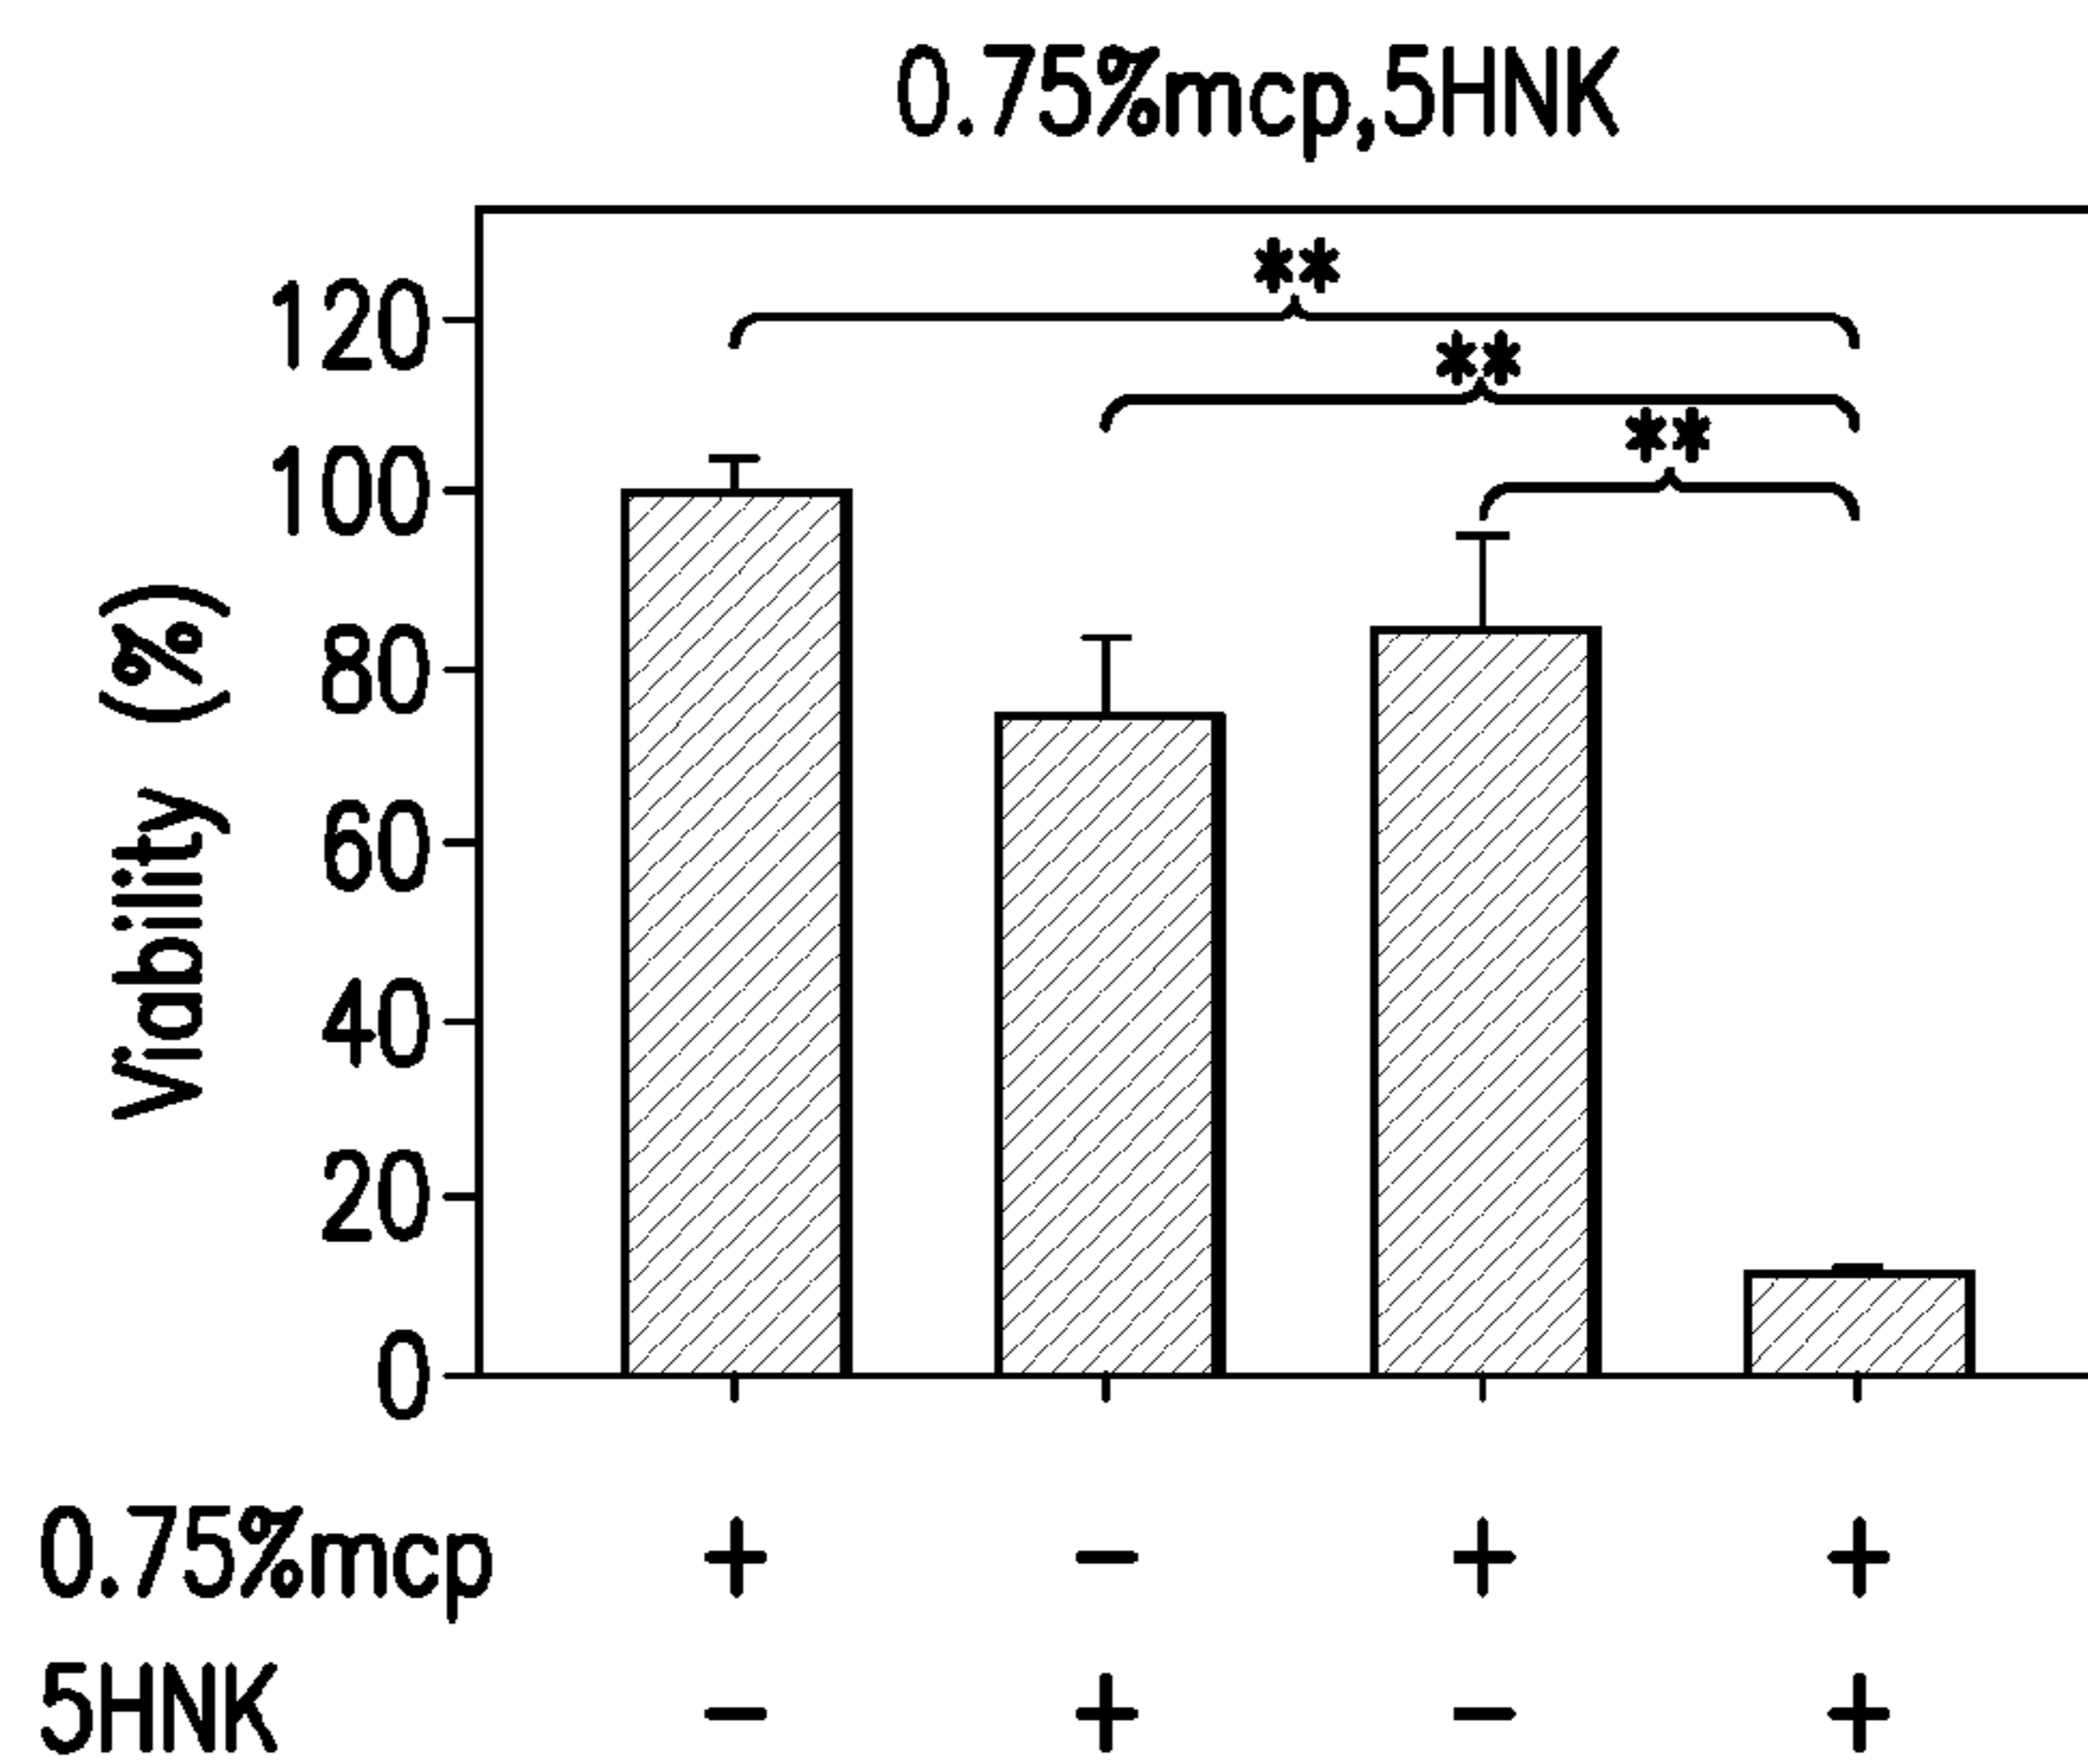 0.75%mcp,5HNK
**
**
**
120
100
80
60
40
20
0
Viability (%)
0.75%mcp + − + +
5HNK − + − +